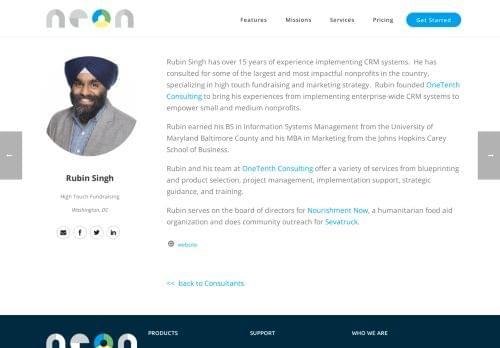 neon
Features Missions Services Pricing Get Started
Rubin Singh has over 15 years of experience implementing CRM systems. He has
consulted for some of the largest and most impactful nonprofits in the country,
specializing in high touch fundraising and marketing strategy. Rubin founded OneTenth
Consulting to bring his experiences from implementing enterprise-wide CRM systems to
empower small and medium nonprofits.
Rubin earned his BS in Information Systems Management from the University of
Maryland Baltimore County and his MBA in Marketing from the Johns Hopkins Carey
School of Business.
Rubin and his team at OneTenth Consulting offer a variety of services from blueprinting
and product selection, project management, implementation support, strategic
guidance, and training.
Rubin serves on the board of directors for Nourishment Now, a humanitarian food aid
organization and does community outreach for Sevatruck.
website
<< back to Consultants
Rubin Singh
High Touch Fundraising
Washington, DC
neon
PRODUCTS SUPPORT WHO WE ARE